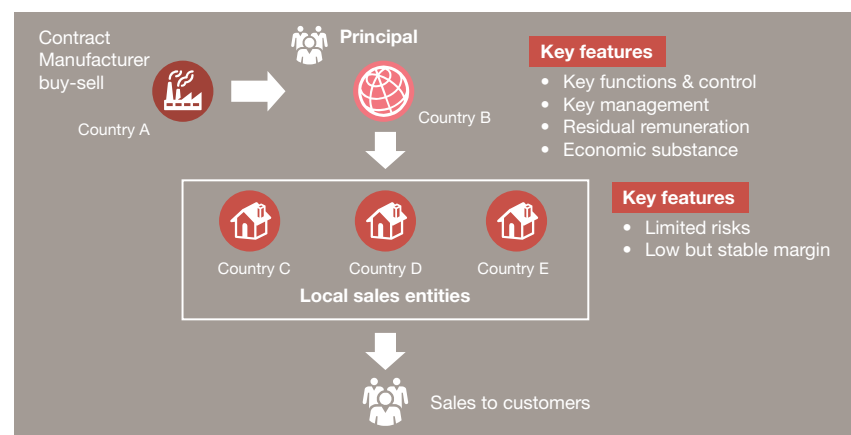 Contract
Manufacturer
buy-sell
Country A
Principal
Country B
Key features
• Key functions & control
• Key management
• Residual remuneration
• Economic substance
Country C
Country D
Country E
Local sales entities
Key features
• Limited risks
• Low but stable margin
Sales to customers